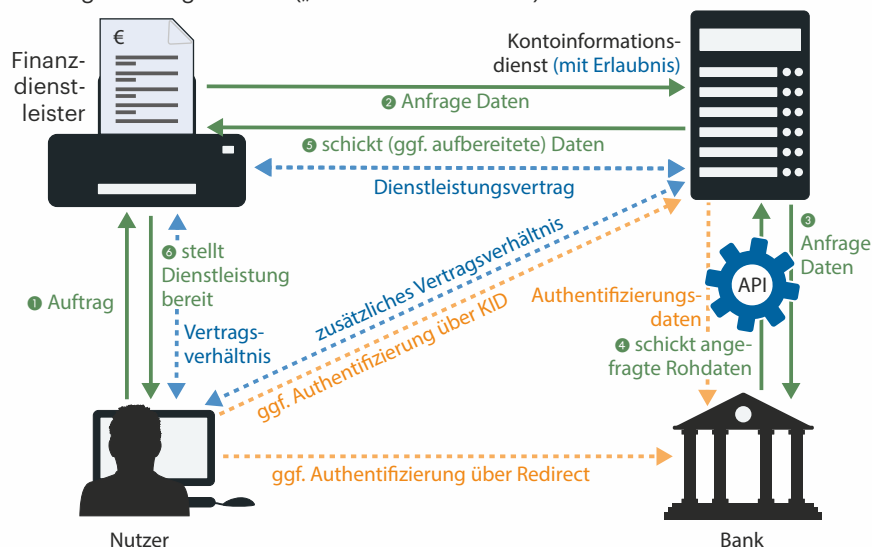 €
Finanz-
dienst-
leister
Kontoinformations-
dienst (mit Erlaubnis)
❷ Anfrage Daten
❺ schickt (ggf. aufbereitete) Daten
Dienstleistungsvertrag
❶ Auftrag
❻ stellt
Dienstleistung
bereit
Vertrags-
verhältnis
zusätzliches Vertragsverhältnis
ggf. Authentifizierung über KID
Authentifizierungs-
daten
API
❸
Anfrage
Daten
❹ schickt ange-
fragte Rohdaten
ggf. Authentifizierung über Redirect
Nutzer
Bank